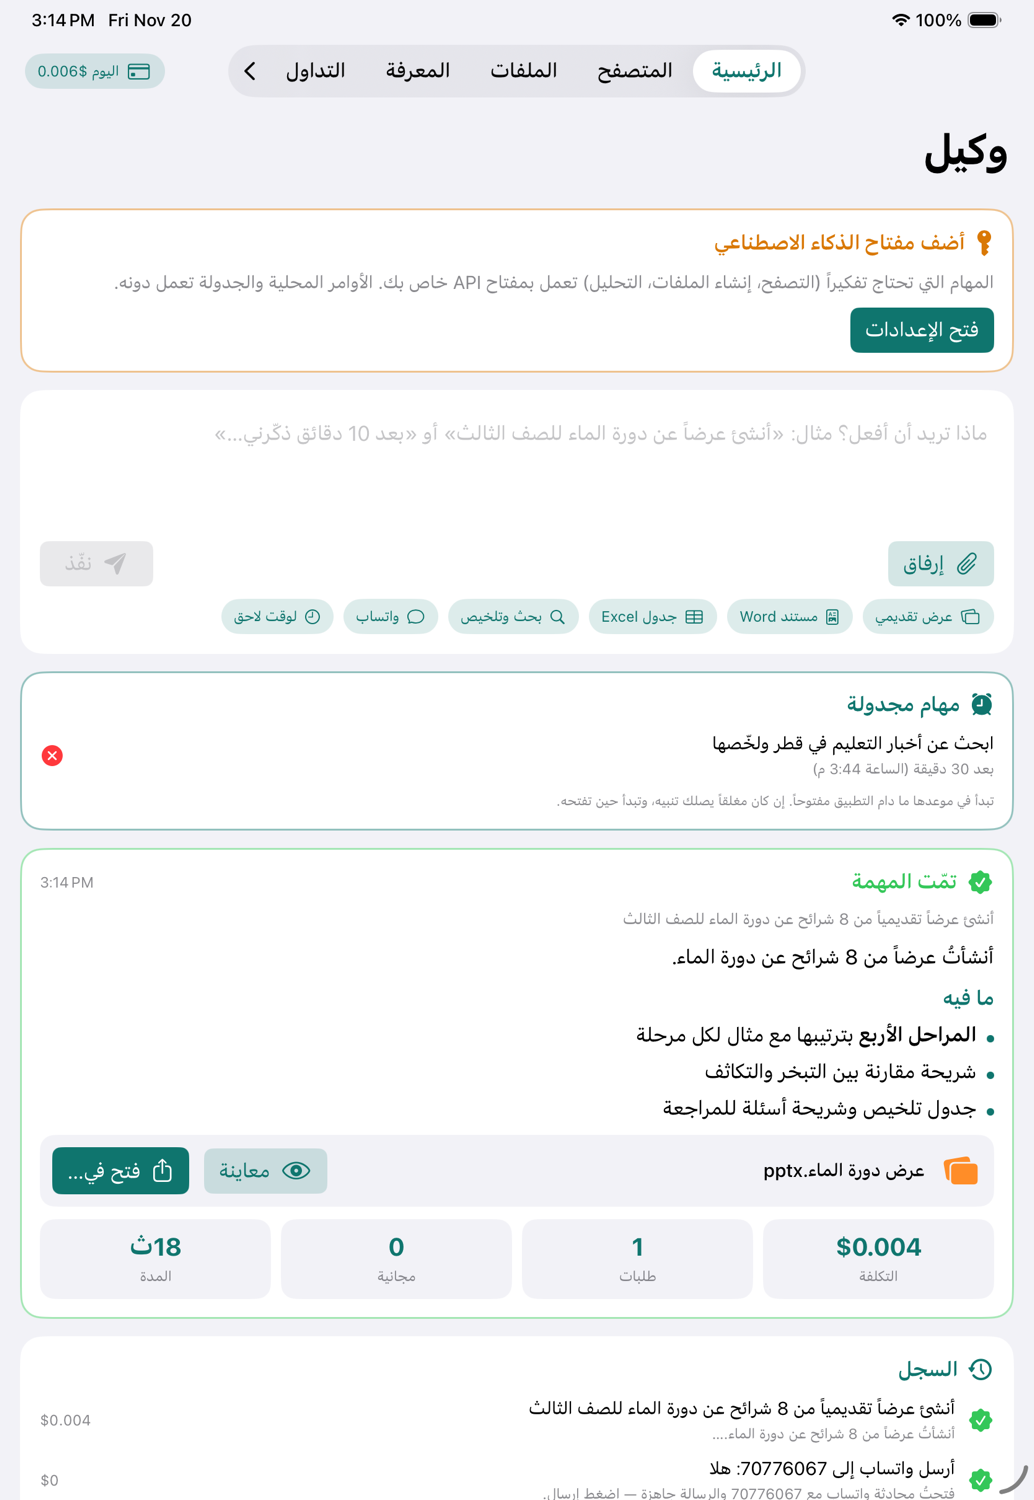 3:14 PM Fri Nov 20
100%
الرئيسية
المتصفح
الملفات
المعرفة
التداول
اليوم $0.006
وكيل
أضف مفتاح الذكاء الاصطناعي
المهام التي تحتاج تفكيراً (التصفح، إنشاء الملفات، التحليل) تعمل بمفتاح API خاص بك. الأوامر المحلية والجدولة تعمل دونه.
فتح الإعدادات
ماذا تريد أن أفعل؟ مثال: «أنشئ عرضاً عن دورة الماء للصف الثالث» أو «بعد 10 دقائق ذكّرني...»
إرفاق
نفّذ
عرض تقديمي
مستند Word
جدول Excel
بحث وتلخيص
واتساب
لوقت لاحق
مهام مجدولة
ابحث عن أخبار التعليم في قطر ولخّصها
بعد 30 دقيقة (الساعة 3:44 م)
تبدأ في موعدها ما دام التطبيق مفتوحاً. إن كان مغلقاً يصلك تنبيه، وتبدأ حين تفتحه.
تمّت المهمة
3:14 PM
أنشئ عرضاً تقديمياً من 8 شرائح عن دورة الماء للصف الثالث
أنشأتُ عرضاً من 8 شرائح عن دورة الماء.
ما فيه
• المراحل الأربع بترتيبها مع مثال لكل مرحلة
• شريحة مقارنة بين التبخر والتكاثف
• جدول تلخيص وشريحة أسئلة للمراجعة
عرض دورة الماء.pptx
معاينة
فتح في...
$0.004
التكلفة
1
طلبات
0
مجانية
18ث
المدة
السجل
أنشئ عرضاً تقديمياً من 8 شرائح عن دورة الماء للصف الثالث
$0.004
أنشأتُ عرضاً من 8 شرائح عن دورة الماء....
أرسل واتساب إلى 70776067: هلا
$0
فتحتُ محادثة واتساب مع 70776067 والرسالة جاهزة — اضغط إرسال.